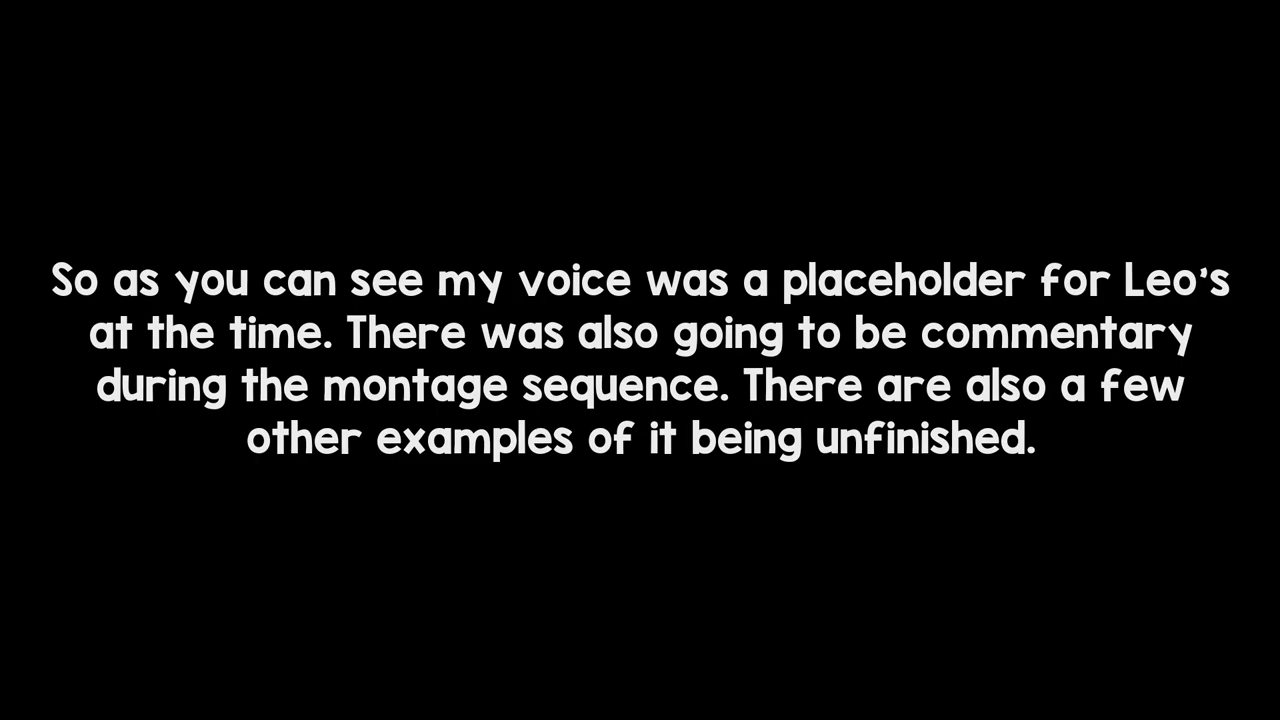 So as you can see my voice was a placeholder for Leo's
at the time. There was also going to be commentary
during the montage sequence. There are also a few
other examples of it being unfinished.